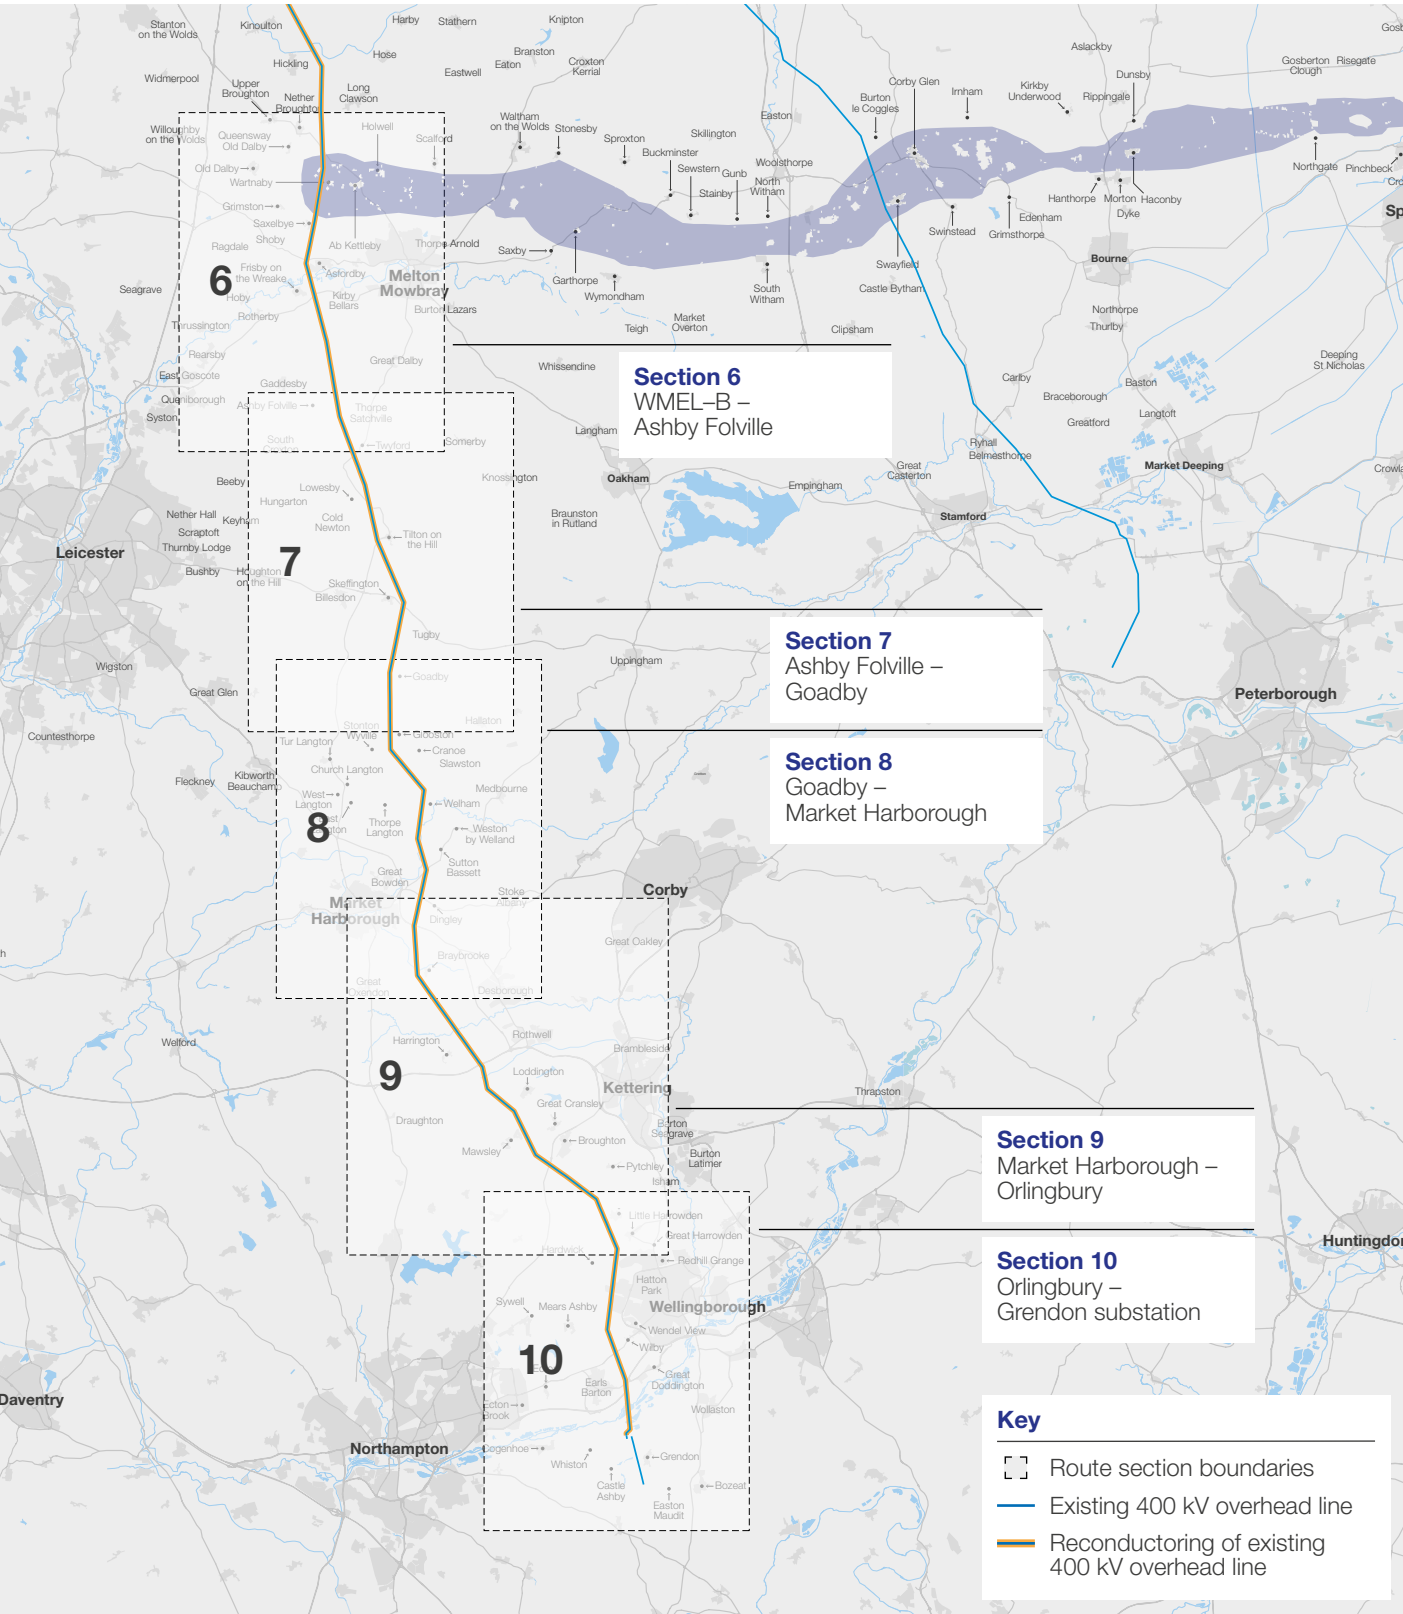 Stanton
on the Wolds
Kinoulton
Harby
Stathern
Knipton
Hose
Branston
Eaton
Croxton
Kerrial
Aslackby
Hickling
Eastwell
Widmerpool
Upper
Broughton
Nether
Broughton
Long
Clawson
Corby Glen
Burton
le Coggles
Irnham
Kirkby
Underwood
Dunsby
Rippingale
Gosberton
Clough
Risegate
Willoughby
on the Wolds
Queensway
Old Dalby
Holwell
Scalford
Waltham
on the Wolds
Stonesby
Sproxton
Skillington
Easton
Buckminster
Sewstern
Gunb
Stainby
Woolsthorpe
North
Witham
Old Dalby
Wartnaby
Grimston
Saxelbye
Shoby
Ragdale
Ab Kettleby
Thorpe Arnold
Saxby
Garthorpe
Wymondham
South
Witham
Swayfield
Castle Bytham
Swinstead
Grimsthorpe
Edenham
Hanthorpe
Morton
Dyke
Haconby
Northgate
Pinchbeck
Sp
Bourne
6
Frisby on
the Wreake
Asfordby
Melton
Mowbray
Seagrave
Hoby
Rotherby
Kirby
Bellars
Burton Lazars
Thrussington
Teigh
Market
Overton
Clipsham
Northorpe
Thurlby
Rearsby
Great Dalby
Whissendine
Deeping
St Nicholas
East Goscote
Queniborough
Gaddesby
Ashby Folville
Thorpe
Satchville
Syston
South
Twyford
Somerby
Langham
Section 6
WMEL–B –
Ashby Folville
Carlby
Braceborough
Baston
Langtoft
Greatford
Ryhall
Belmesthorpe
Market Deeping
Great
Casterton
Stamford
Empingham
Oakham
Knossington
Braunston
in Rutland
Beeby
Hungarton
Lowesby
Cold
Newton
Nether Hall
Keyham
Scraptoft
Thurnby Lodge
Bushby
Houghton
on the Hill
7
Leicester
Tilton on
the Hill
Skeffington
Billesdon
Tugby
Wigston
Great Glen
Uppingham
Goadby
Section 7
Ashby Folville –
Goadby
Peterborough
Countesthorpe
Stonton
Wyville
Hallaton
Glooston
Tur Langton
Cranoe
Slawston
Church Langton
Fleckney
Kibworth
Beauchamp
West
Langton
Medbourne
Welham
8
Thorpe
Langton
Weston
by Welland
Sutton
Bassett
Section 8
Goadby –
Market Harborough
Great
Bowden
Market
Harborough
Stoke
Albany
Dingley
Corby
Great Oakley
Braybrooke
Great
Oxendon
Desborough
Welford
Harrington
Rothwell
Brambleside
9
Loddington
Kettering
Great Cransley
Thrapston
Draughton
Barton
Seagrave
Mawsley
Broughton
Burton
Latimer
Pytchley
Isham
Section 9
Market Harborough –
Orlingbury
Little Harrowden
Great Harrowden
Hardwick
Redhill Grange
Hatton
Park
Huntingdo
Section 10
Orlingbury –
Grendon substation
Sywell
Mears Ashby
Wellingborough
Wendel View
Wilby
10
Great
Doddington
Earls
Barton
Ecton
Brook
Wollaston
Daventry
Northampton
Cogenhoe
Whiston
Grendon
Castle
Ashby
Bozeat
Easton
Maudit
Key
Route section boundaries
Existing 400 kV overhead line
Reconductoring of existing
400 kV overhead line